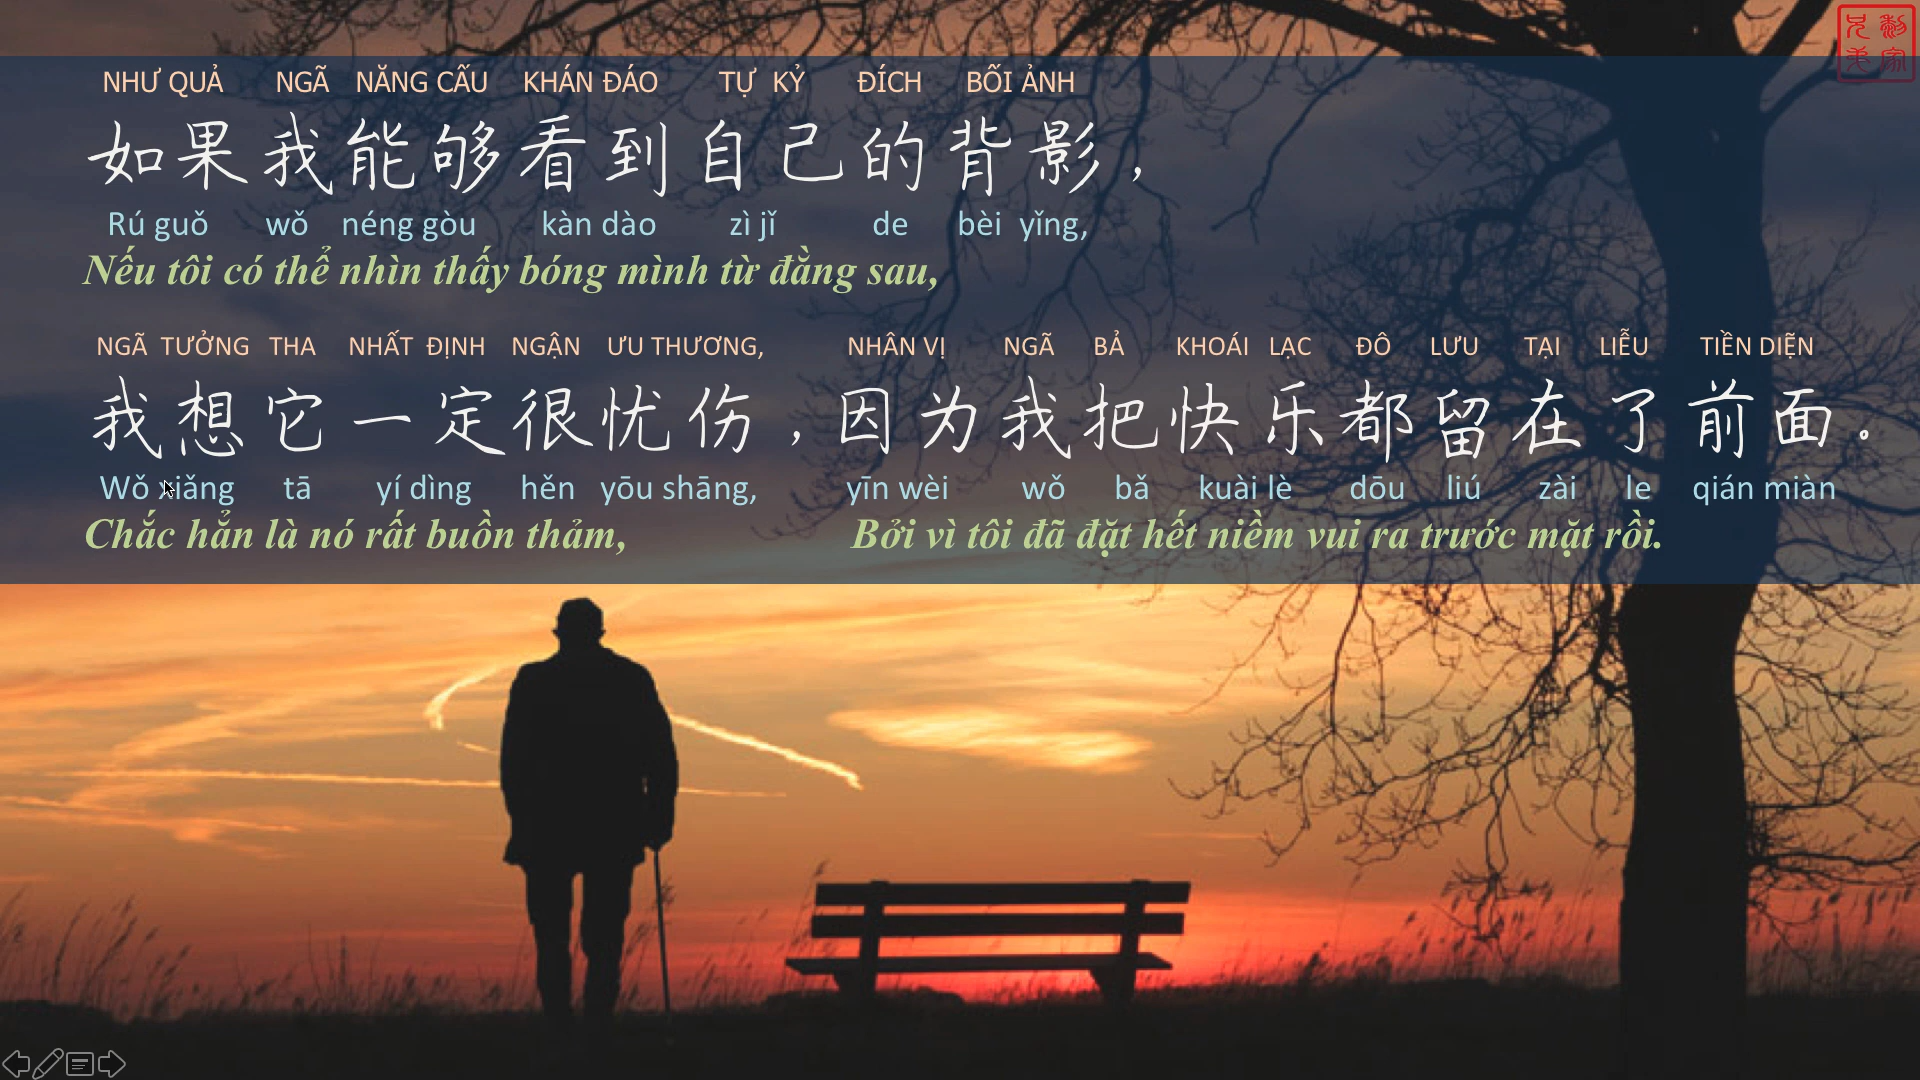 NHƯ QUẢ NGÃ NĂNG CẤU KHÁN ĐÁO TỰ KỶ ĐÍCH BỐI ẢNH
如果我能够看到自己的背影，
Rú guǒ wǒ néng gòu kàn dào zì jǐ de bèi yǐng,
Nếu tôi có thể nhìn thấy bóng mình từ đằng sau,
NGÃ TƯỞNG THA NHẤT ĐỊNH NGẬN ƯU THƯƠNG, NHÂN VỊ NGÃ BẢ KHOÁI LẠC ĐÔ LƯU TẠI LIỄU TIỀN DIỆN
我想它一定很忧伤，因为我把快乐都留在了前面。
Wǒ xiǎng tā yí dìng hěn yōu shāng, yīn wèi wǒ bǎ kuài lè dōu liú zài le qián miàn
Chắc hẳn là nó rất buồn thảm, Bởi vì tôi đã đặt hết niềm vui ra trước mặt rồi.